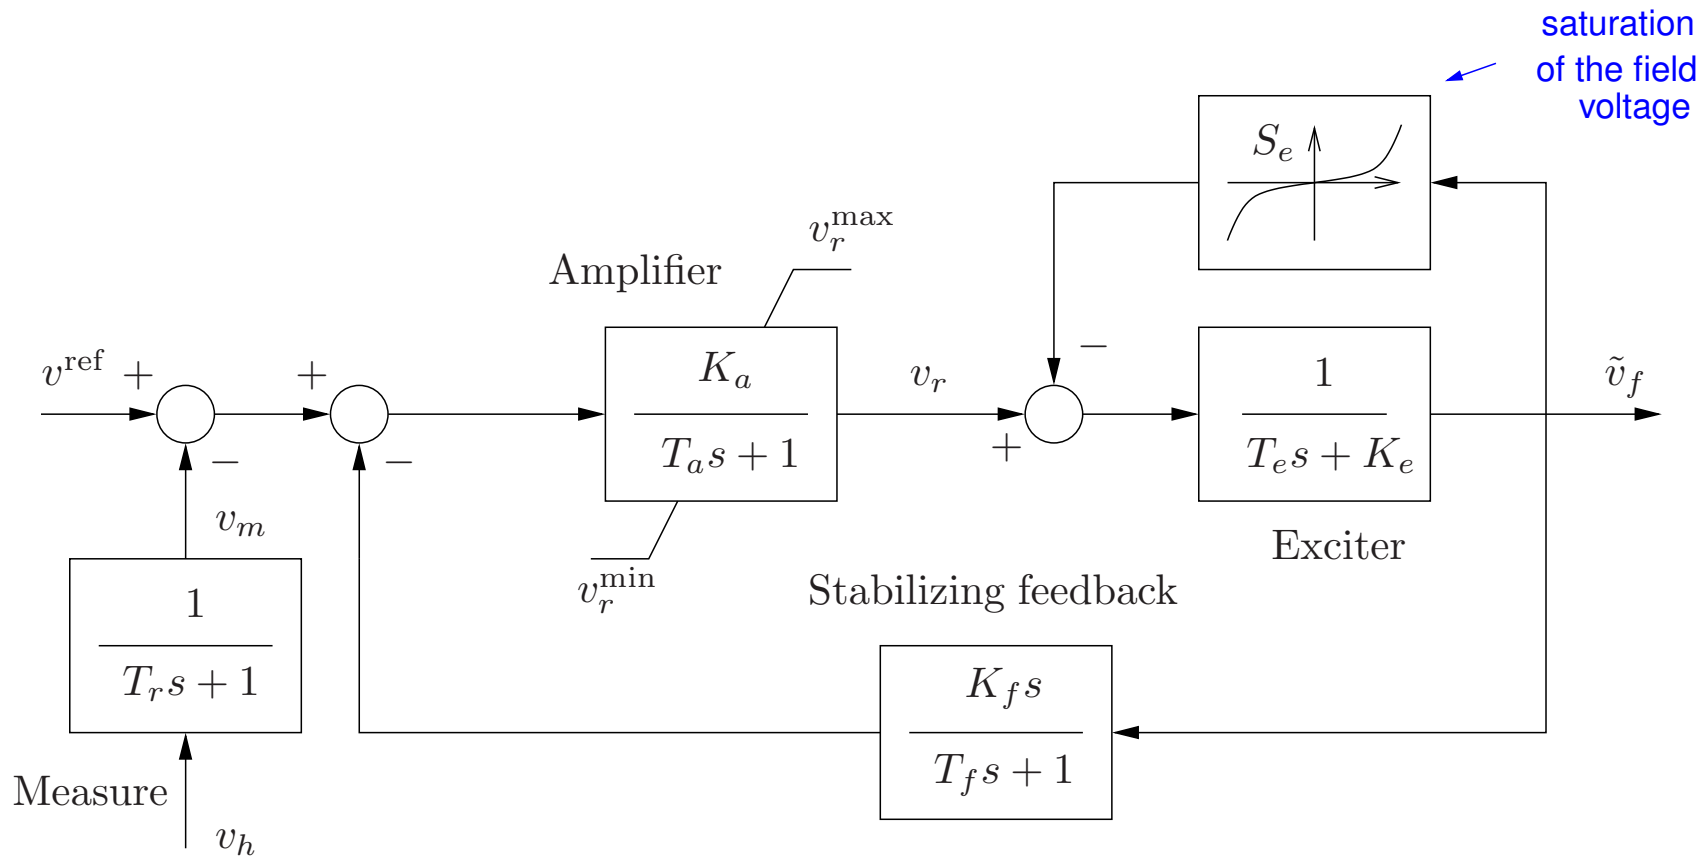 saturation
of the field
voltage
S_e
v_r^max
Amplifier
v^ref + + K_a v_r − 1 ṽ_f
T_a s + 1 + T_e s + K_e
− −
v_m
Exciter
v_r^min
Stabilizing feedback
1
T_r s + 1
K_f s
T_f s + 1
Measure
v_h